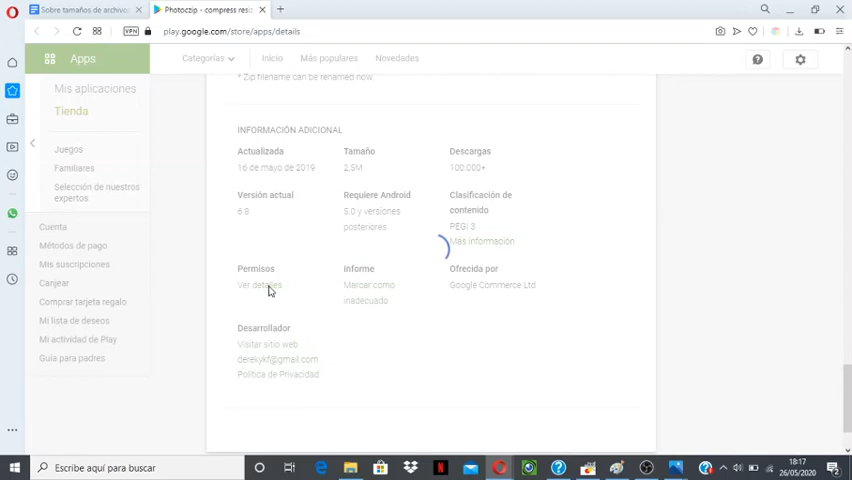 Sobre tamaños de archivos
Photoczip - compress resi
VPN
play.google.com/store/apps/details
Apps
Categorías
Inicio
Más populares
Novedades
Mis aplicaciones
Tienda
Juegos
Familiares
Selección de nuestros
expertos
Cuenta
Métodos de pago
Mis suscripciones
Canjear
Comprar tarjeta regalo
Mi lista de deseos
Mi actividad de Play
Guía para padres
* Zip filename can be renamed now.
INFORMACIÓN ADICIONAL
Actualizada
16 de mayo de 2019
Tamaño
2,5M
Descargas
100.000+
Versión actual
6.8
Requiere Android
5.0 y versiones
posteriores
Clasificación de
contenido
PEGI 3
Más información
Permisos
Ver detalles
Informe
Marcar como
inadecuado
Ofrecida por
Google Commerce Ltd
Desarrollador
Visitar sitio web
derekykf@gmail.com
Política de Privacidad
Escribe aquí para buscar
18:17
26/05/2020